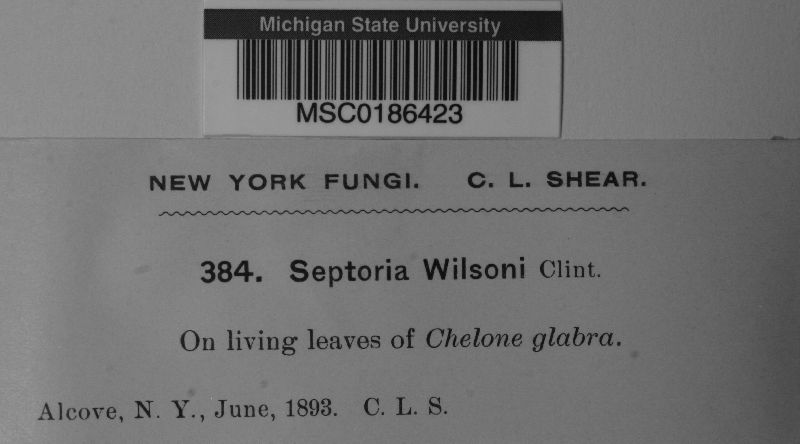 Michigan State University
MSC0186423
NEW YORK FUNGI. C. L. SHEAR.
384. Septoria Wilsoni Clint.
On living leaves of Chelone glabra.
Alcove, N. Y., June, 1893. C. L. S.